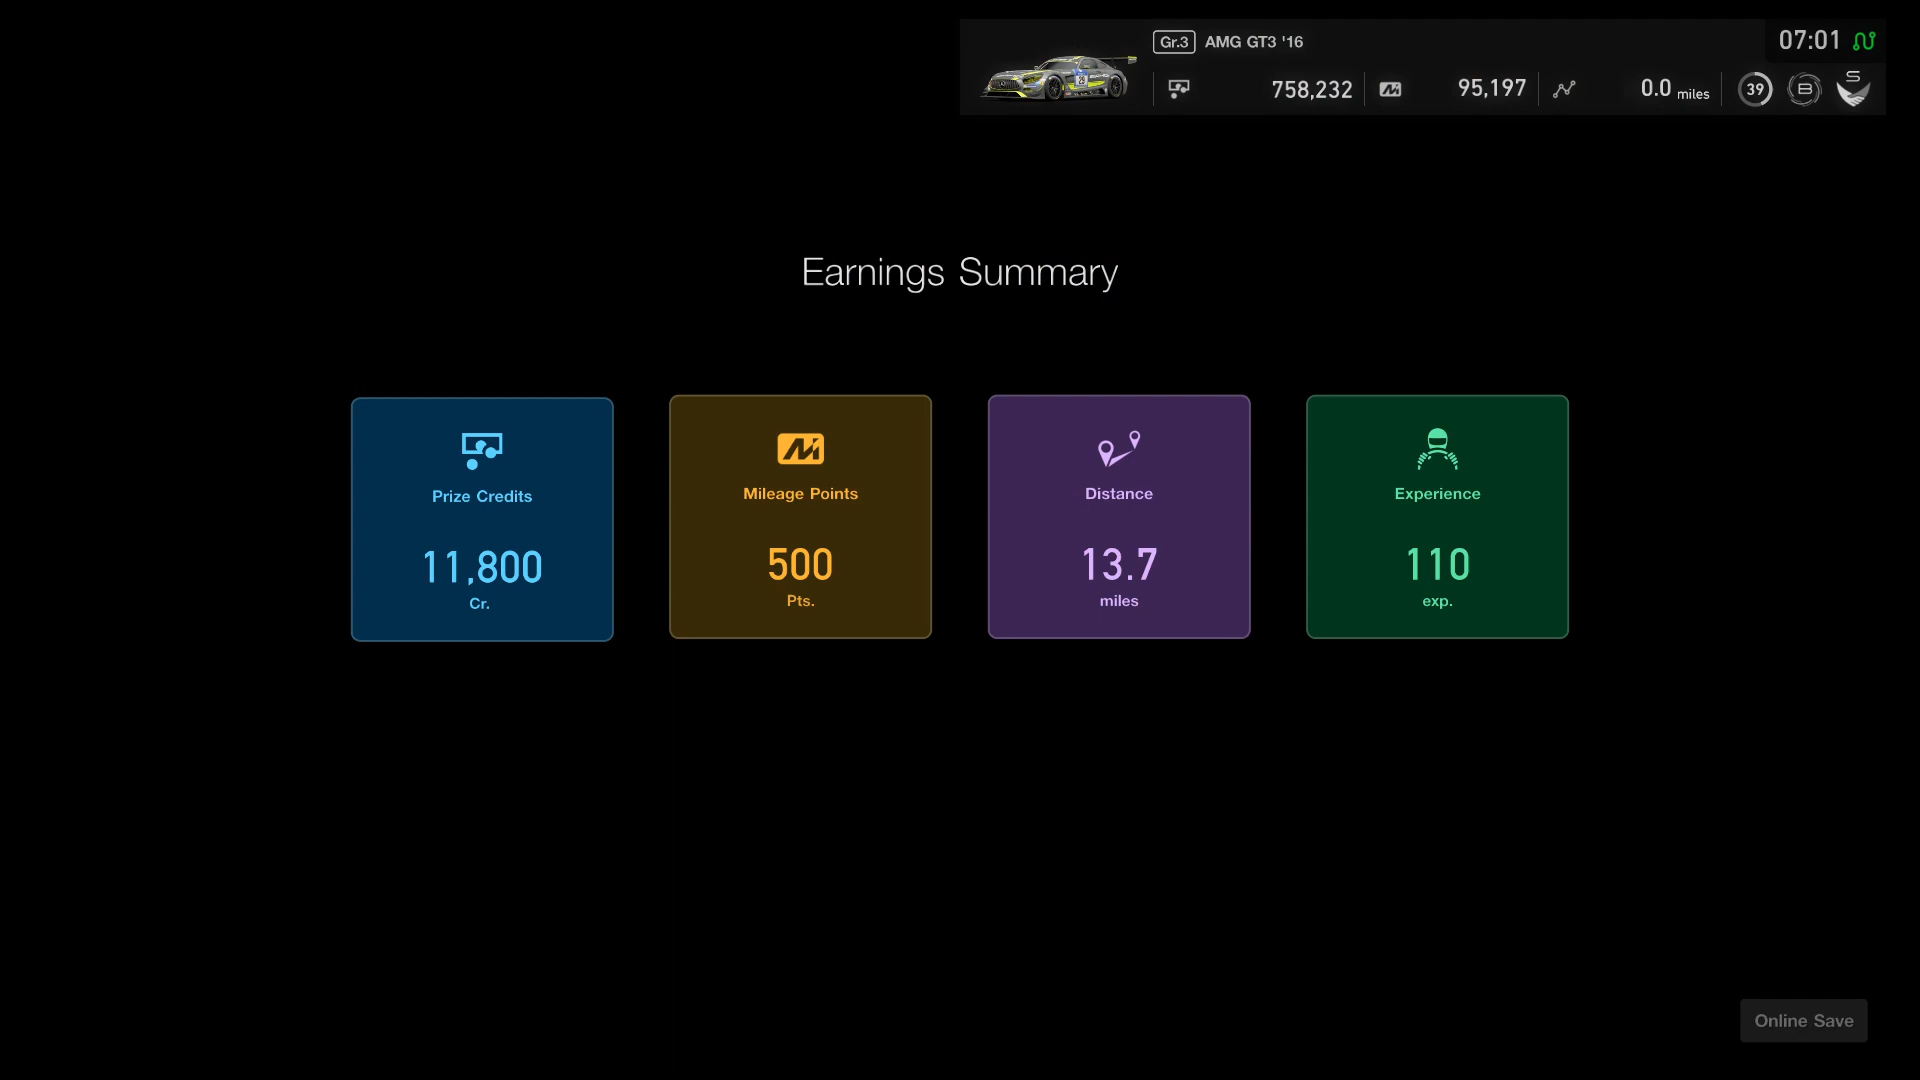 Gr.3 AMG GT3 '16
07:01
758,232
95,197
0.0 miles
39
B
S
Earnings Summary
Prize Credits
11,800
Cr.
Mileage Points
500
Pts.
Distance
13.7
miles
Experience
110
exp.
Online Save